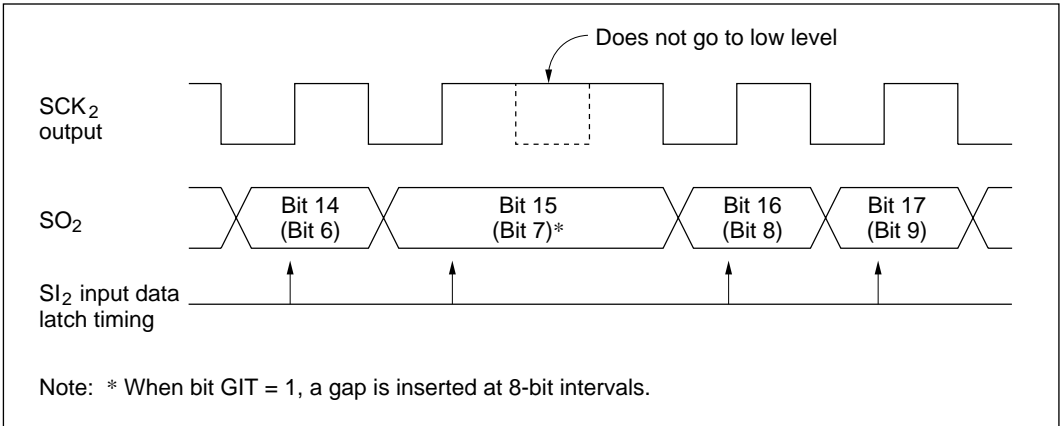 Does not go to low level
SCK2
output
SO2
Bit 14
(Bit 6)
Bit 15
(Bit 7)*
Bit 16
(Bit 8)
Bit 17
(Bit 9)
SI2 input data
latch timing
Note: * When bit GIT = 1, a gap is inserted at 8-bit intervals.